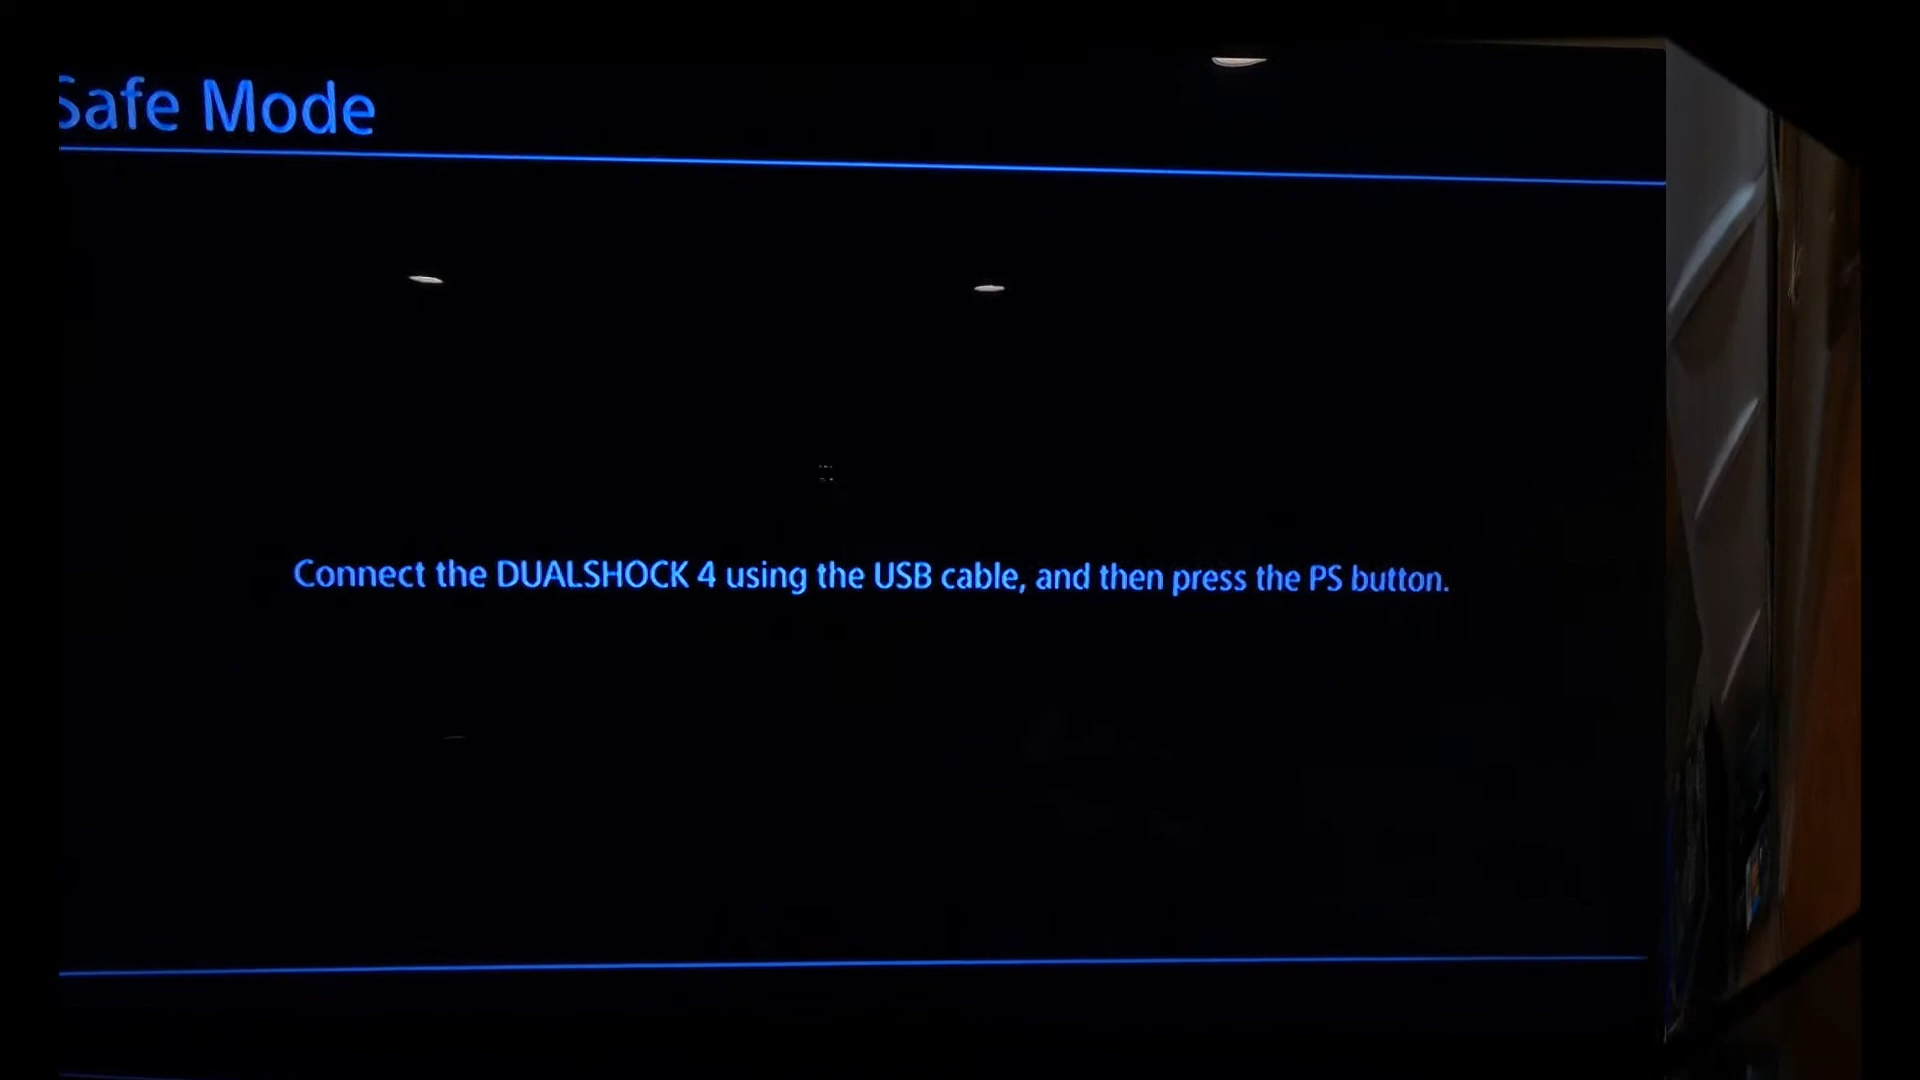 Safe Mode
Connect the DUALSHOCK 4 using the USB cable, and then press the PS button.